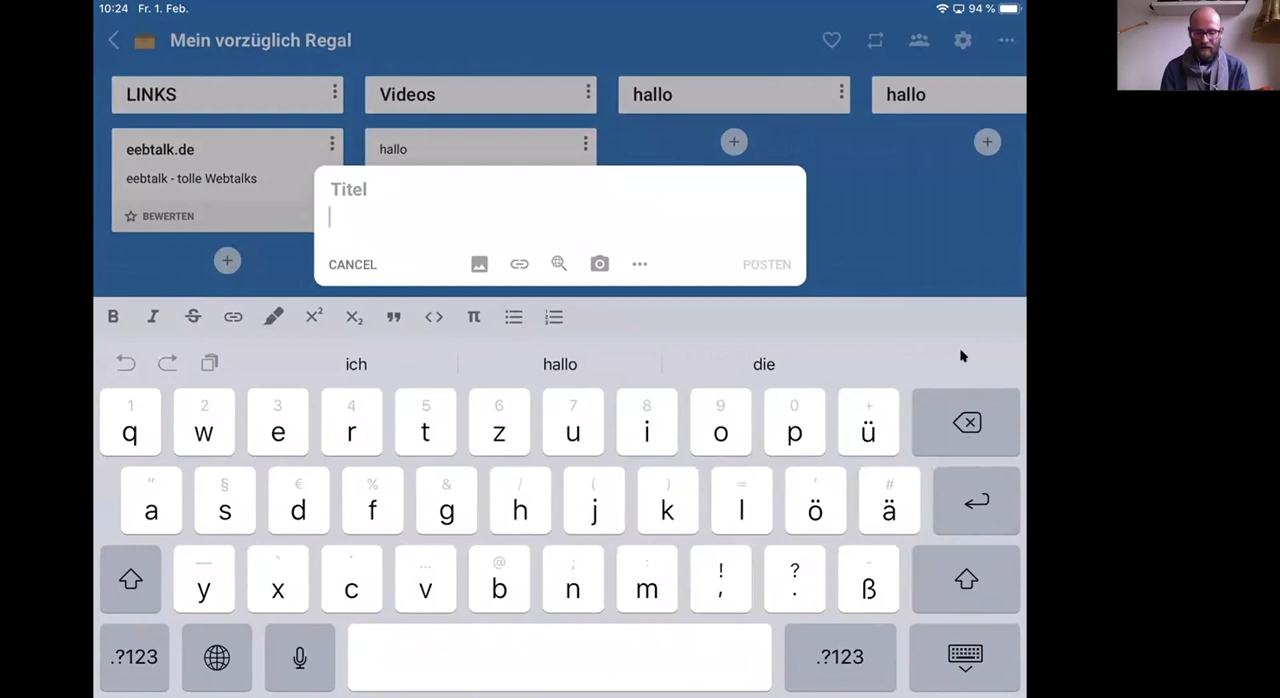 10:24 Fr. 1. Feb. 94 %
Mein vorzüglich Regal
LINKS Videos hallo hallo
eebtalk.de hallo
eebtalk - tolle Webtalks
BEWERTEN
Titel
CANCEL POSTEN
B I S X² X₂ ” <> π
ich hallo die
1 2 3 4 5 6 7 8 9 0 +
q w e r t z u i o p ü
" § € % & / ( ) = ' #
a s d f g h j k l ö ä
— ` ´ ... @ ; : ! ? -
y x c v b n m , . ß
.?123 .?123